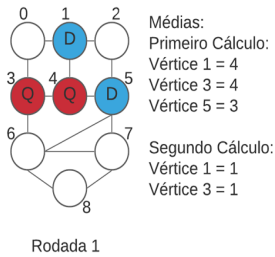 0 1 2
D
3 4 5
Q Q D
6 7
8
Rodada 1
Médias:
Primeiro Cálculo:
Vértice 1 = 4
Vértice 3 = 4
Vértice 5 = 3
Segundo Cálculo:
Vértice 1 = 1
Vértice 3 = 1